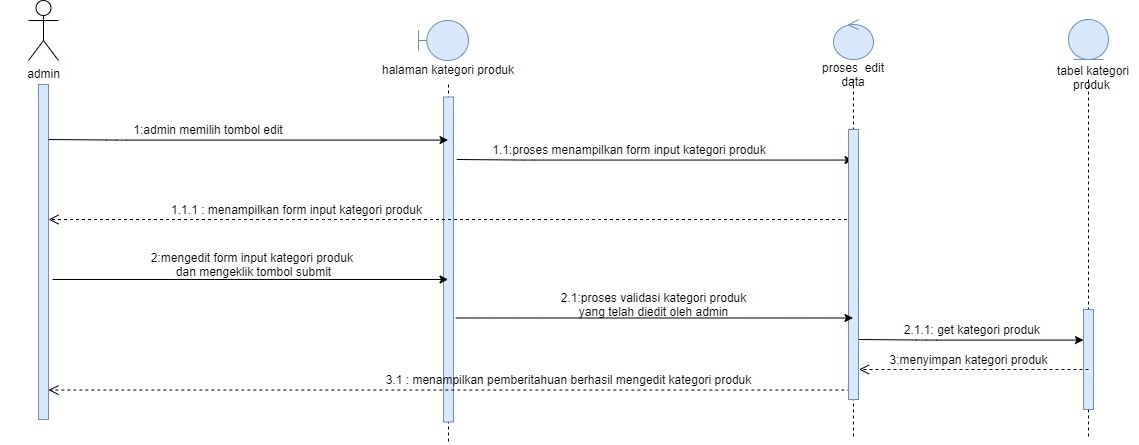 admin
halaman kategori produk
proses edit
data
tabel kategori
produk
1:admin memilih tombol edit
1.1:proses menampilkan form input kategori produk
1.1.1 : menampilkan form input kategori produk
2:mengedit form input kategori produk
dan mengeklik tombol submit
2.1:proses validasi kategori produk
yang telah diedit oleh admin
2.1.1: get kategori produk
3:menyimpan kategori produk
3.1 : menampilkan pemberitahuan berhasil mengedit kategori produk